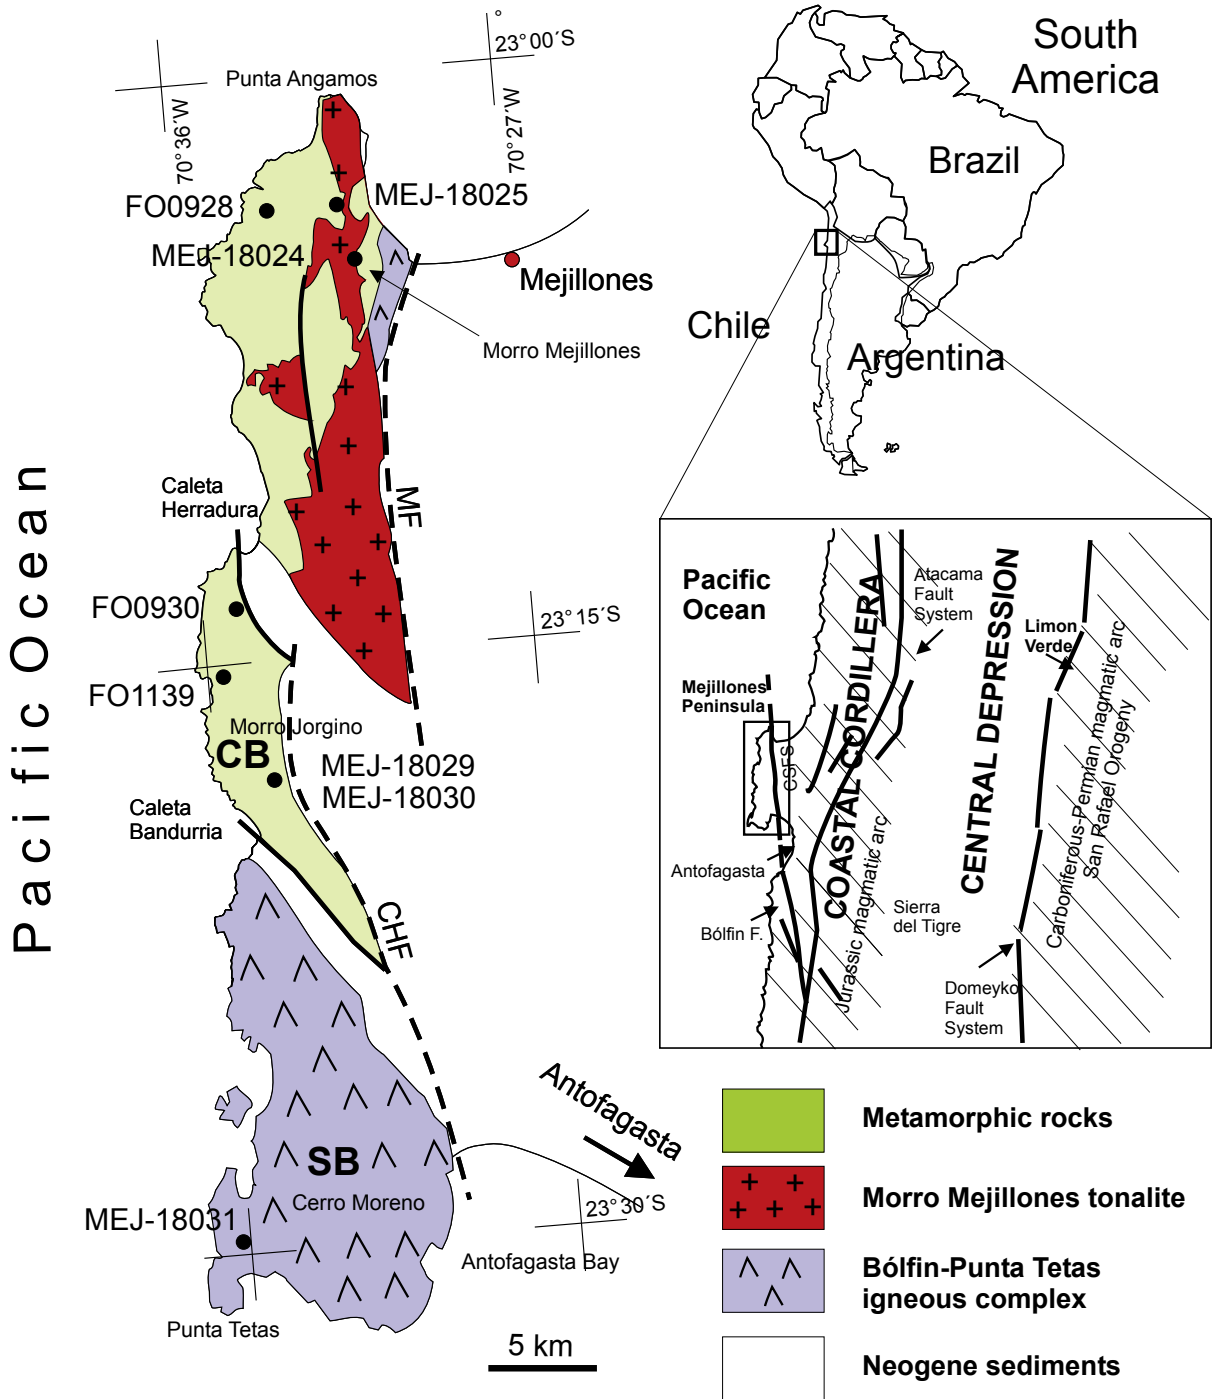 23°00´S
Punta Angamos
70°36´W
70°27´W
FO0928
MEJ-18025
MEJ-18024
Mejillones
Morro Mejillones
Caleta
Herradura
MF
FO0930
23°15´S
FO1139
Morro Jorgino
CB
MEJ-18029
MEJ-18030
Caleta
Bandurria
CHF
Antofagasta
SB
Cerro Moreno
MEJ-18031
23°30´S
Antofagasta Bay
Punta Tetas
5 km
Pacific Ocean
South
America
Brazil
Chile
Argentina
Pacific
Ocean
COASTAL CORDILLERA
Atacama
Fault
System
CENTRAL DEPRESSION
Limon
Verde
Mejillones
Peninsula
CSFS
Jurassic magmatic arc
Carboniferous-Permian magmatic arc
San Rafael Orogeny
Antofagasta
Bólfin F.
Sierra
del Tigre
Domeyko
Fault
System
Metamorphic rocks
Morro Mejillones tonalite
Bólfin-Punta Tetas
igneous complex
Neogene sediments